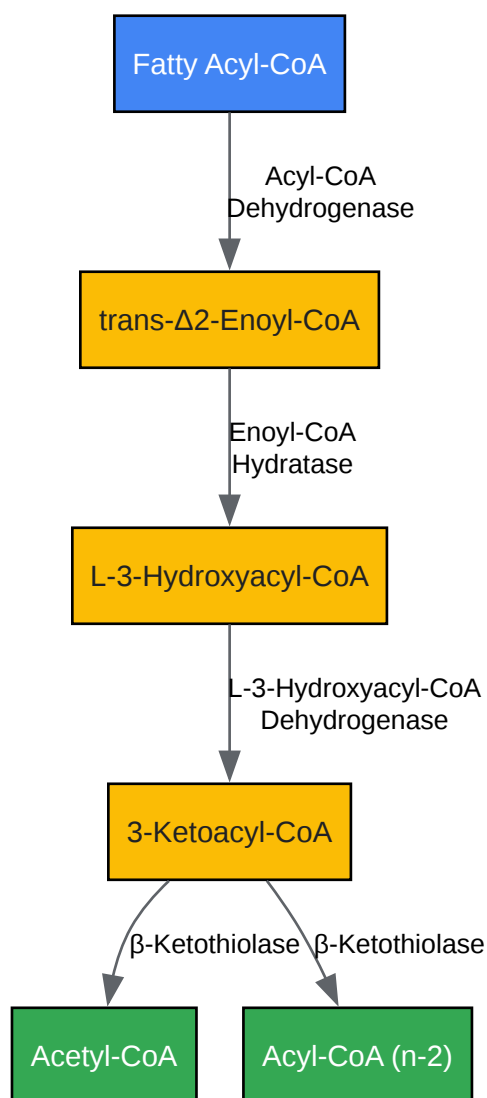 Fatty Acyl-CoA
Acyl-CoA
Dehydrogenase
trans-Δ2-Enoyl-CoA
Enoyl-CoA
Hydratase
L-3-Hydroxyacyl-CoA
L-3-Hydroxyacyl-CoA
Dehydrogenase
3-Ketoacyl-CoA
β-Ketothiolase
β-Ketothiolase
Acetyl-CoA
Acyl-CoA (n-2)